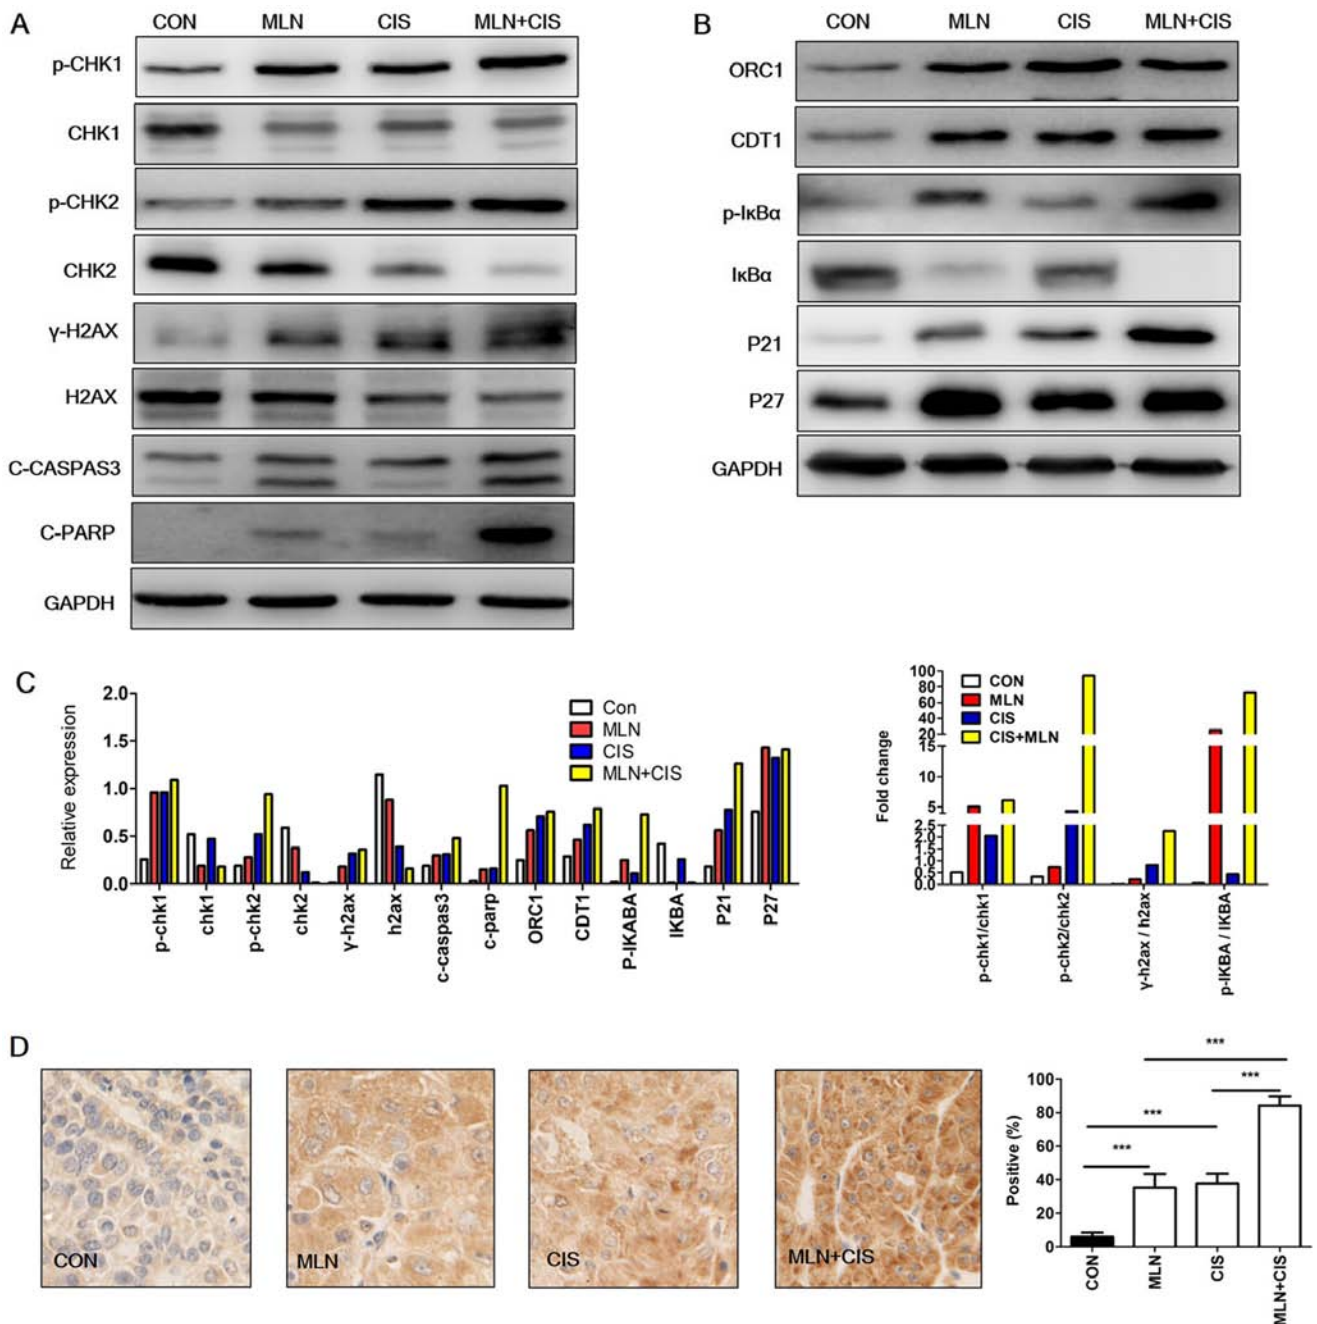 A
CON MLN CIS MLN+CIS
p-CHK1
CHK1
p-CHK2
CHK2
γ-H2AX
H2AX
C-CASPAS3
C-PARP
GAPDH
B
CON MLN CIS MLN+CIS
ORC1
CDT1
p-IκBα
IκBα
P21
P27
GAPDH
C
Relative expression
2.0
1.5
1.0
0.5
0.0
Con
MLN
CIS
MLN+CIS
p-chk1
chk1
p-chk2
chk2
γ-h2ax
h2ax
c-caspas3
c-parp
ORC1
CDT1
P-IKABA
IKBA
P21
P27
Fold change
100
80
60
40
20
15
10
5
2.5
2.0
1.5
1.0
0.5
0.0
CON
MLN
CIS
CIS+MLN
p-chk1/chk1
p-chk2/chk2
γ-h2ax / h2ax
p-IKBA / IKBA
D
CON
MLN
CIS
MLN+CIS
Positive (%)
100
80
60
40
20
0
***
***
***
***
CON
MLN
CIS
MLN+CIS